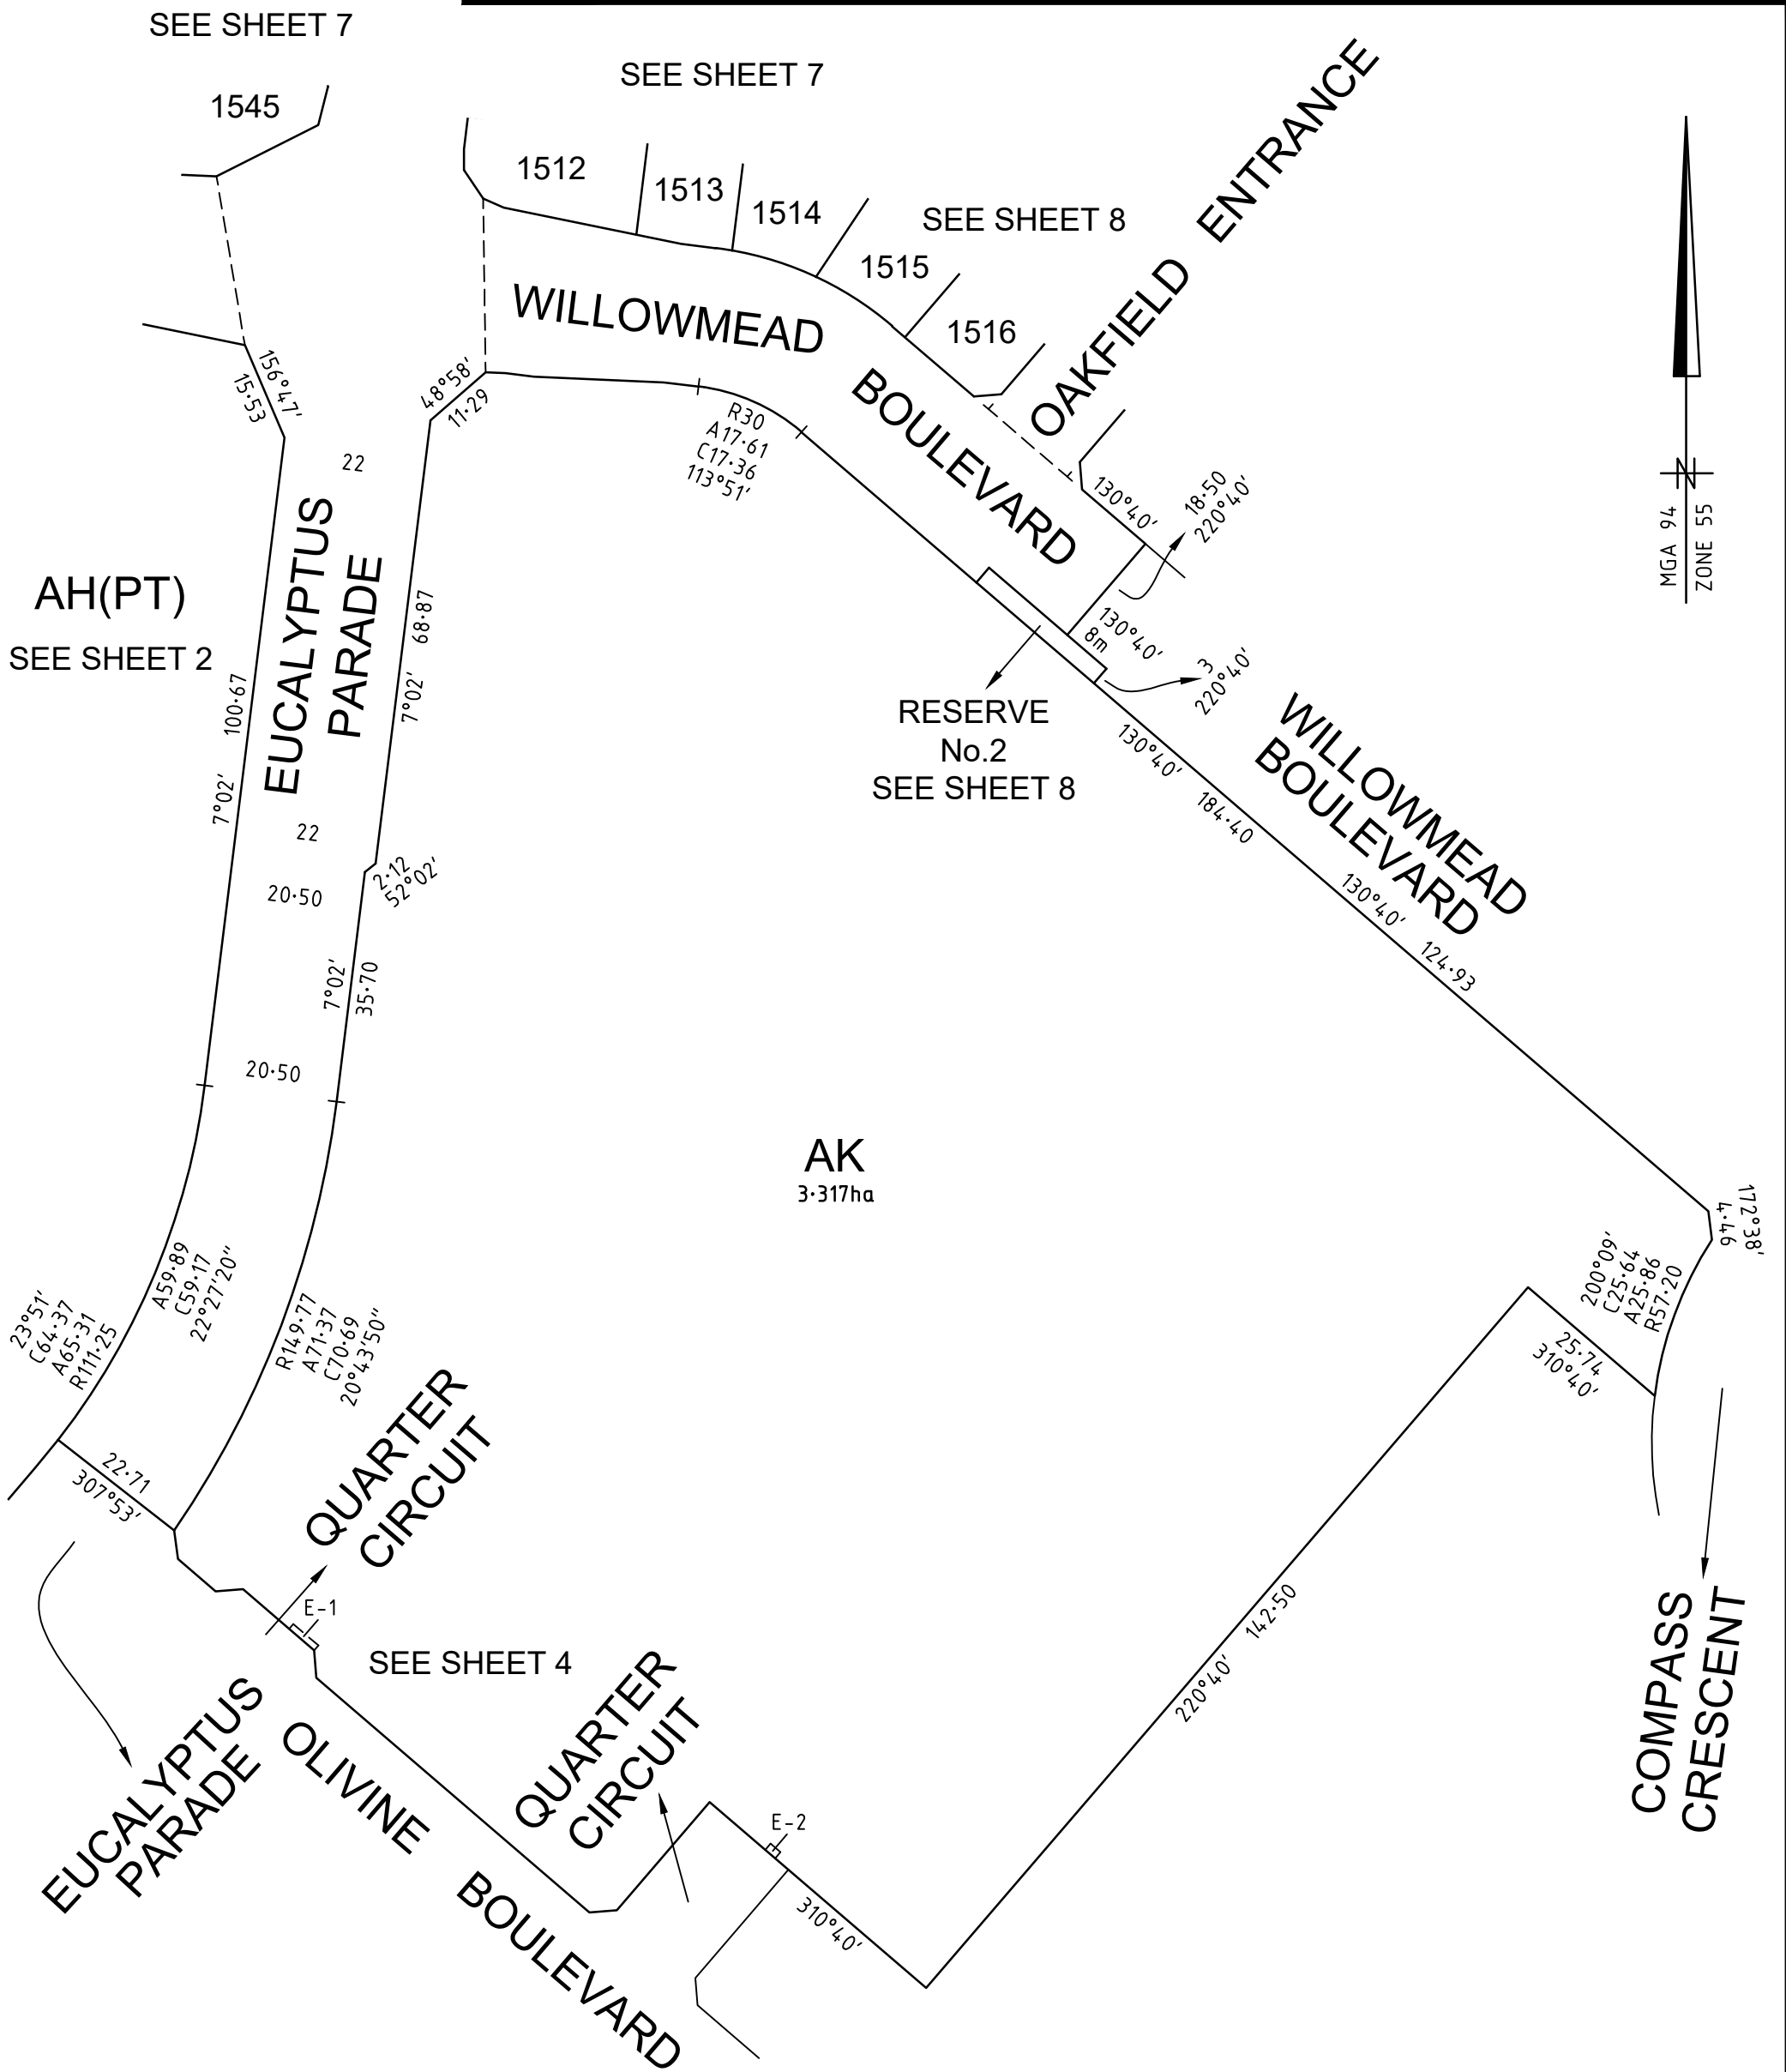 SEE SHEET 7
SEE SHEET 7
1545
1512
1513
1514
SEE SHEET 8
1515
1516
OAKFIELD ENTRANCE
WILLOWMEAD
BOULEVARD
156°47'
15·53
48°58'
11·29
R30
A17·61
C17·36
113°51'
22
130°40'
18·50
220°40'
MGA 94
ZONE 55
N
EUCALYPTUS
PARADE
AH(PT)
SEE SHEET 2
68·87
7°02'
100·67
7°02'
130°40'
8m
3
220°40'
RESERVE
No.2
SEE SHEET 8
WILLOWMEAD
BOULEVARD
130°40'
184·40
130°40'
124·93
22
2·12
52°02'
20·50
7°02'
35·70
20·50
AK
3·317ha
172°38'
4·46
200°09'
C25·64
A25·86
R57·20
25·74
310°40'
A59·89
C59·17
22°27'20"
23°51'
C64·37
A65·31
R111·25
R149·77
A71·37
C70·69
20°43'50"
22·71
307°53'
QUARTER
CIRCUIT
E-1
SEE SHEET 4
142·50
220°40'
COMPASS
CRESCENT
EUCALYPTUS
PARADE
OLIVINE
BOULEVARD
QUARTER
CIRCUIT
E-2
310°40'